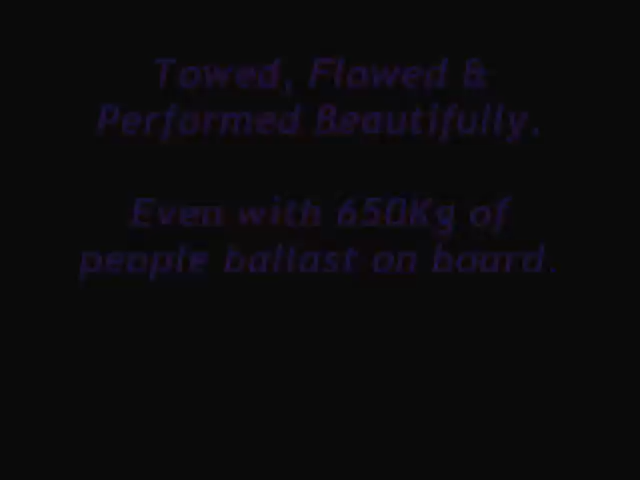 Towed, Flowed &
Performed Beautifully.
Even with 650Kg of
people ballast on board.